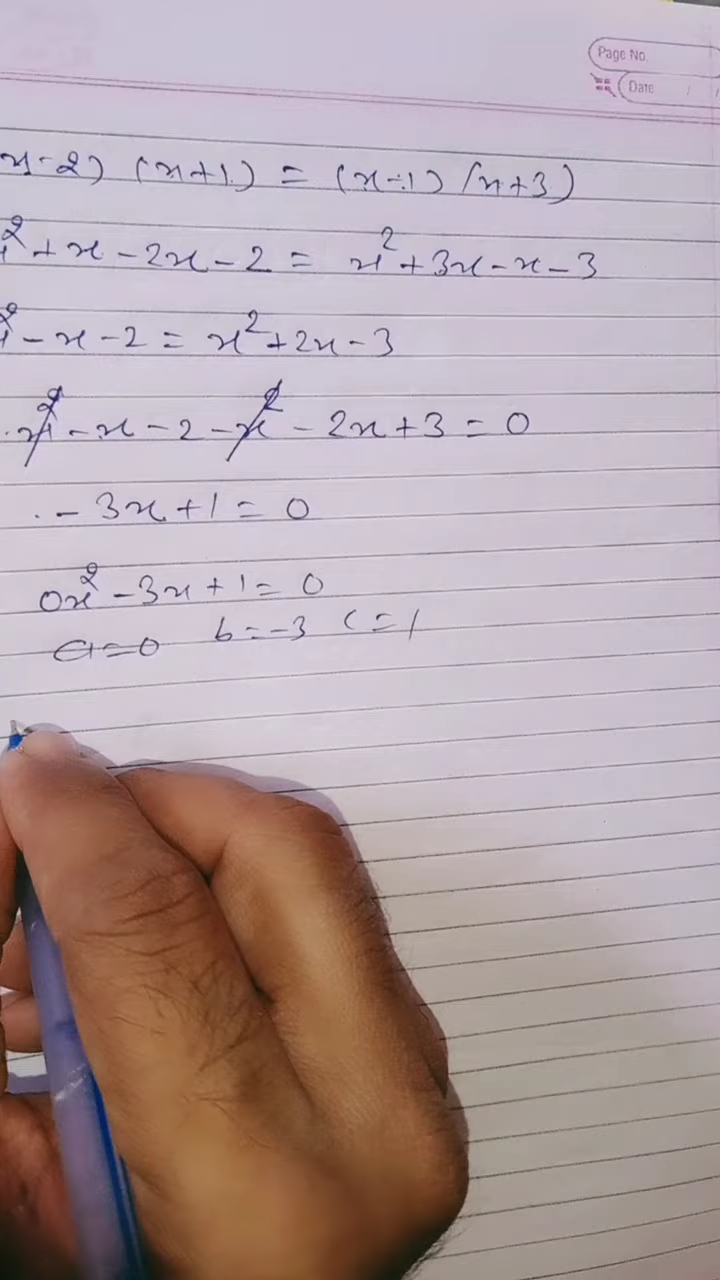 Page No.
Date / /
x-2) (x+1) = (x-1) (x+3)
x² + x - 2x - 2 = x² + 3x - x - 3
x² - x - 2 = x² + 2x - 3
x² - x - 2 - x² - 2x + 3 = 0
- 3x + 1 = 0
0x² - 3x + 1 = 0
a = 0 b = -3 c = 1